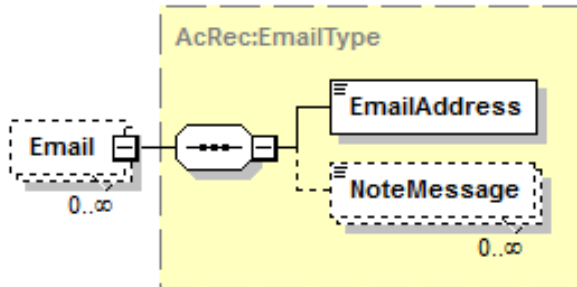 AcRec:EmailType
EmailAddress
Email
0..∞
NoteMessage
0..∞